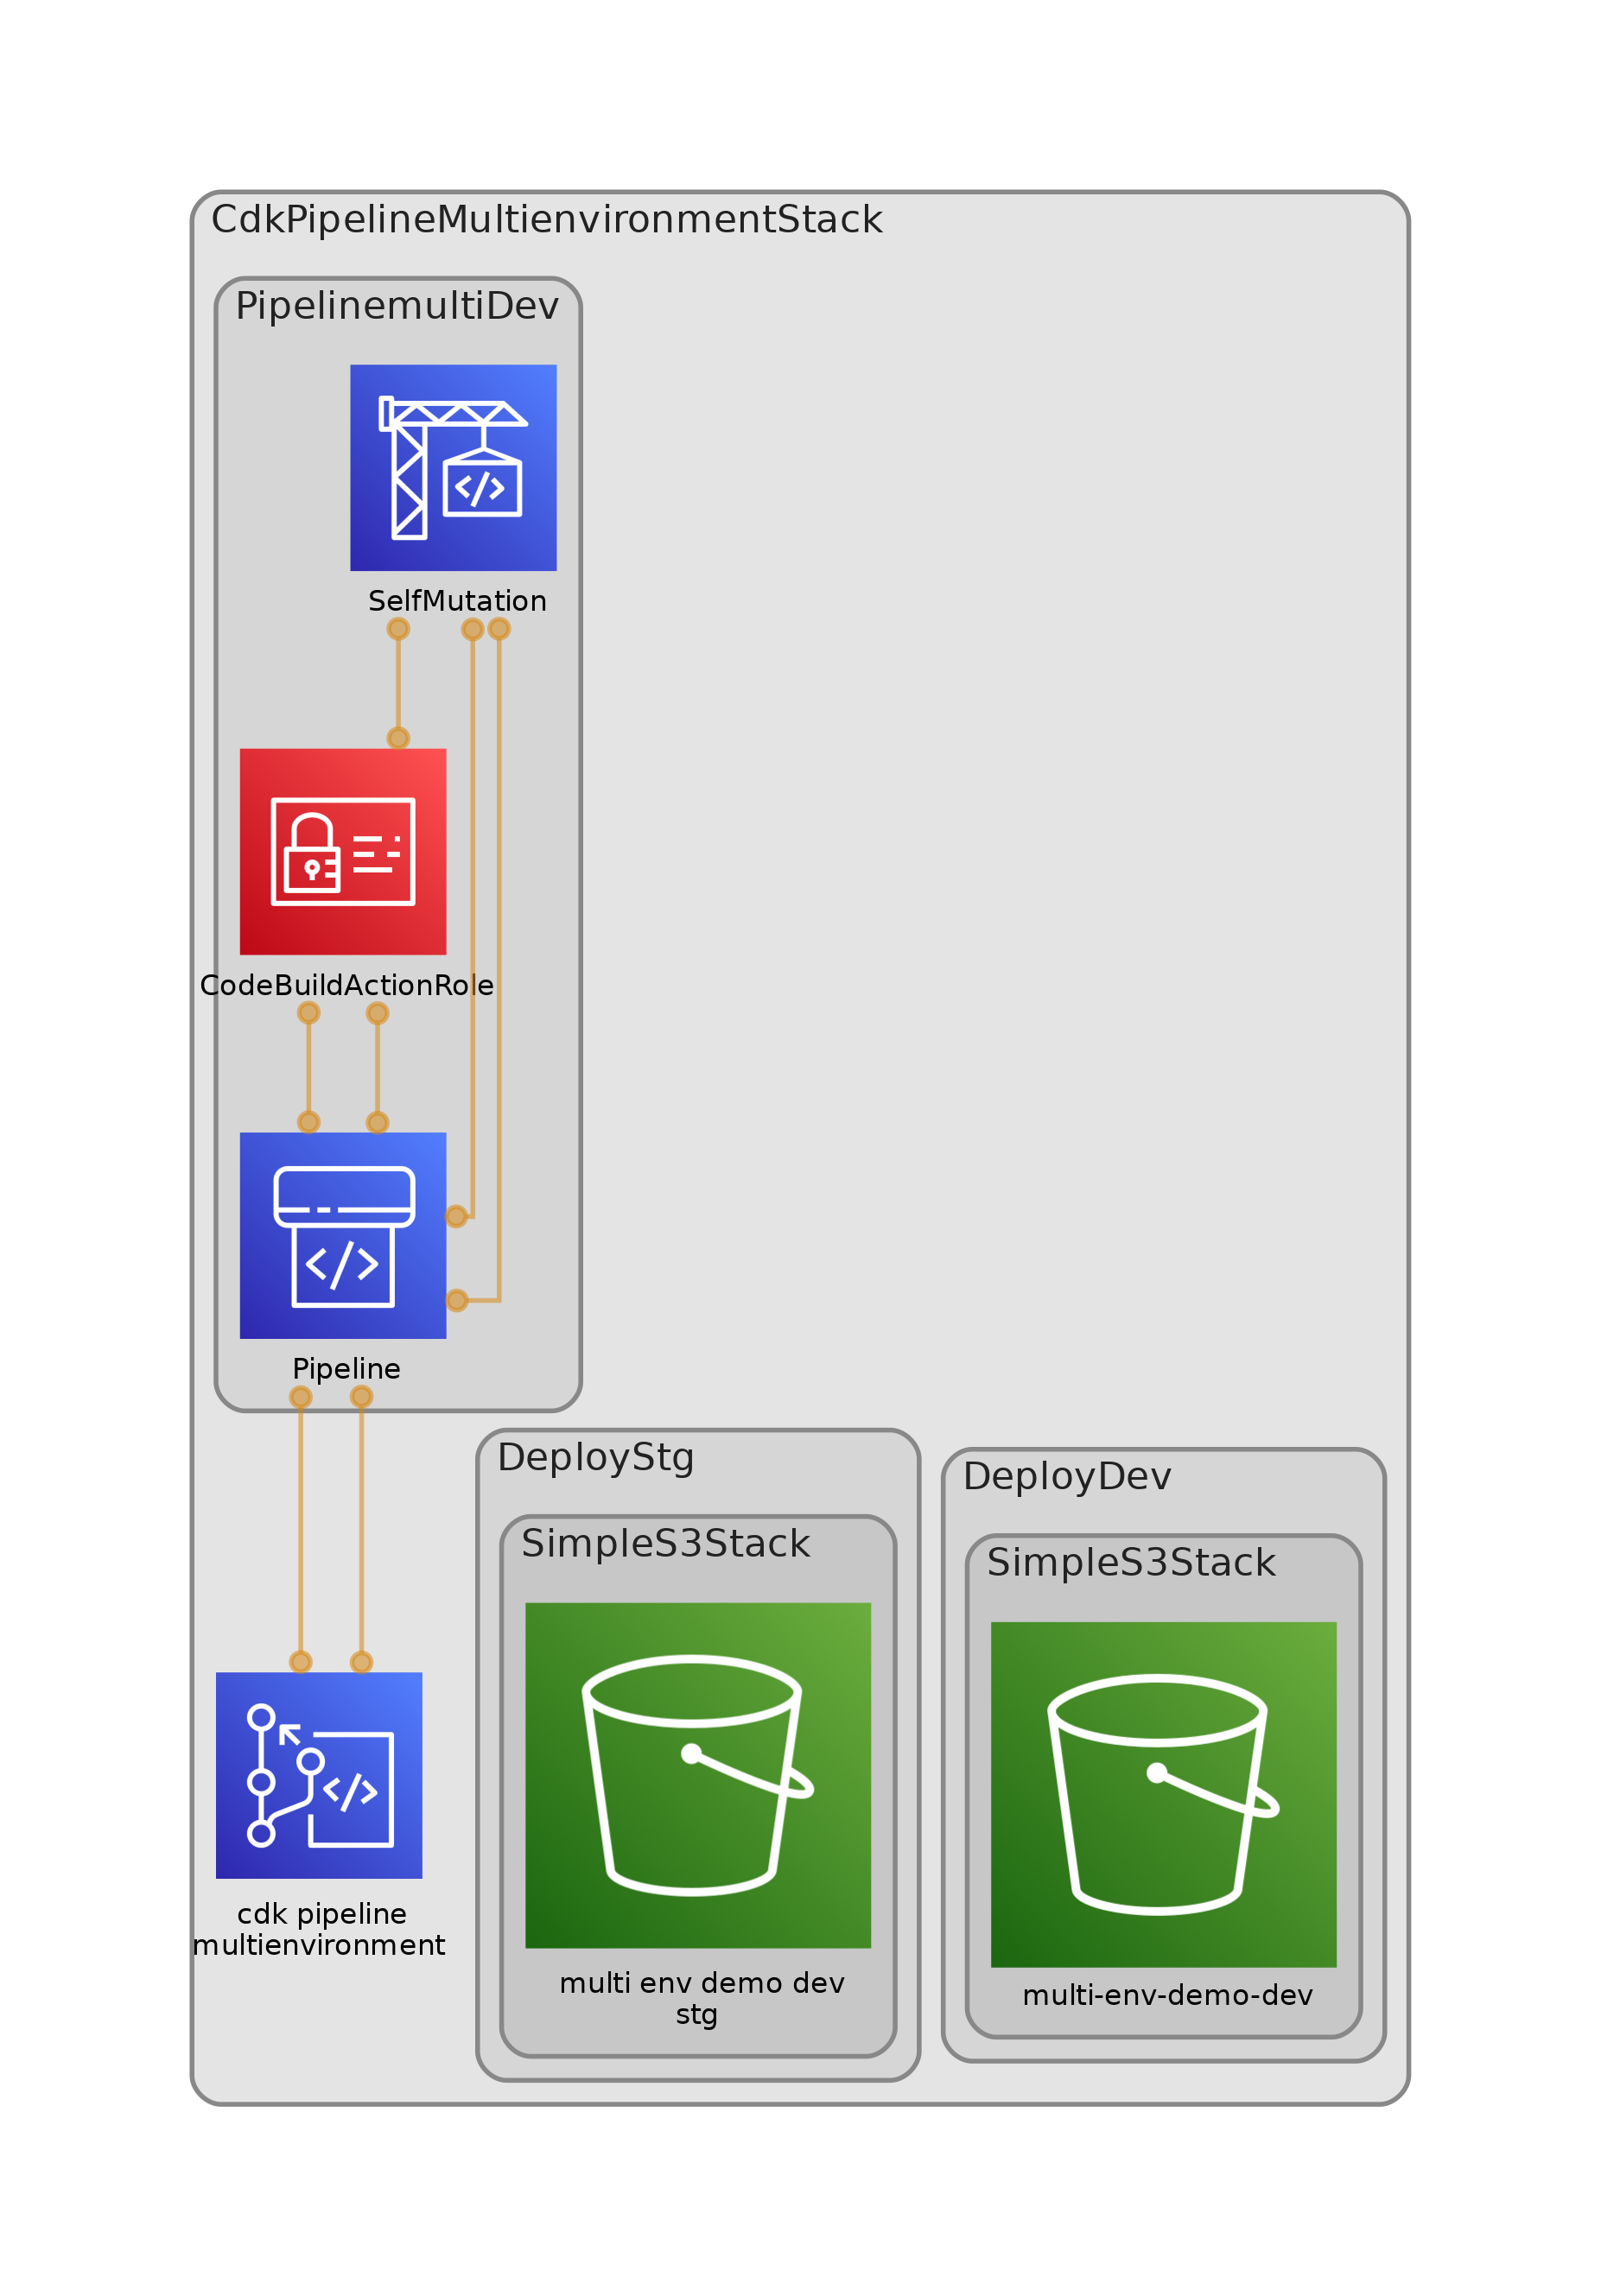 CdkPipelineMultienvironmentStack
PipelinemultiDev
SelfMutation
CodeBuildActionRole
Pipeline
DeployStg
DeployDev
SimpleS3Stack
SimpleS3Stack
cdk pipeline
multienvironment
multi env demo dev
stg
multi-env-demo-dev